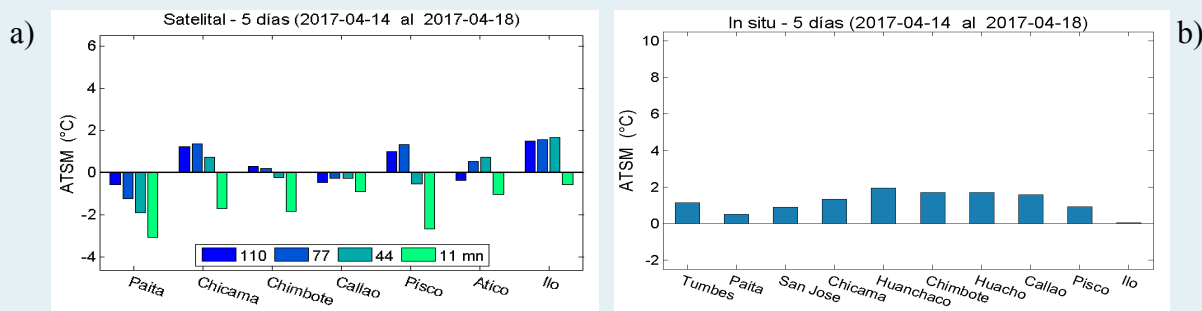 a)
Satelital - 5 días (2017-04-14 al 2017-04-18)
ATSM (°C)
6
4
2
0
-2
-4
110 77 44 11 mn
Paita Chicama Chimbote Callao Pisco Atico Ilo
b)
In situ - 5 días (2017-04-14 al 2017-04-18)
ATSM (°C)
10
8
6
4
2
0
-2
Tumbes Paita San Jose Chicama Huanchaco Chimbote Huacho Callao Pisco Ilo